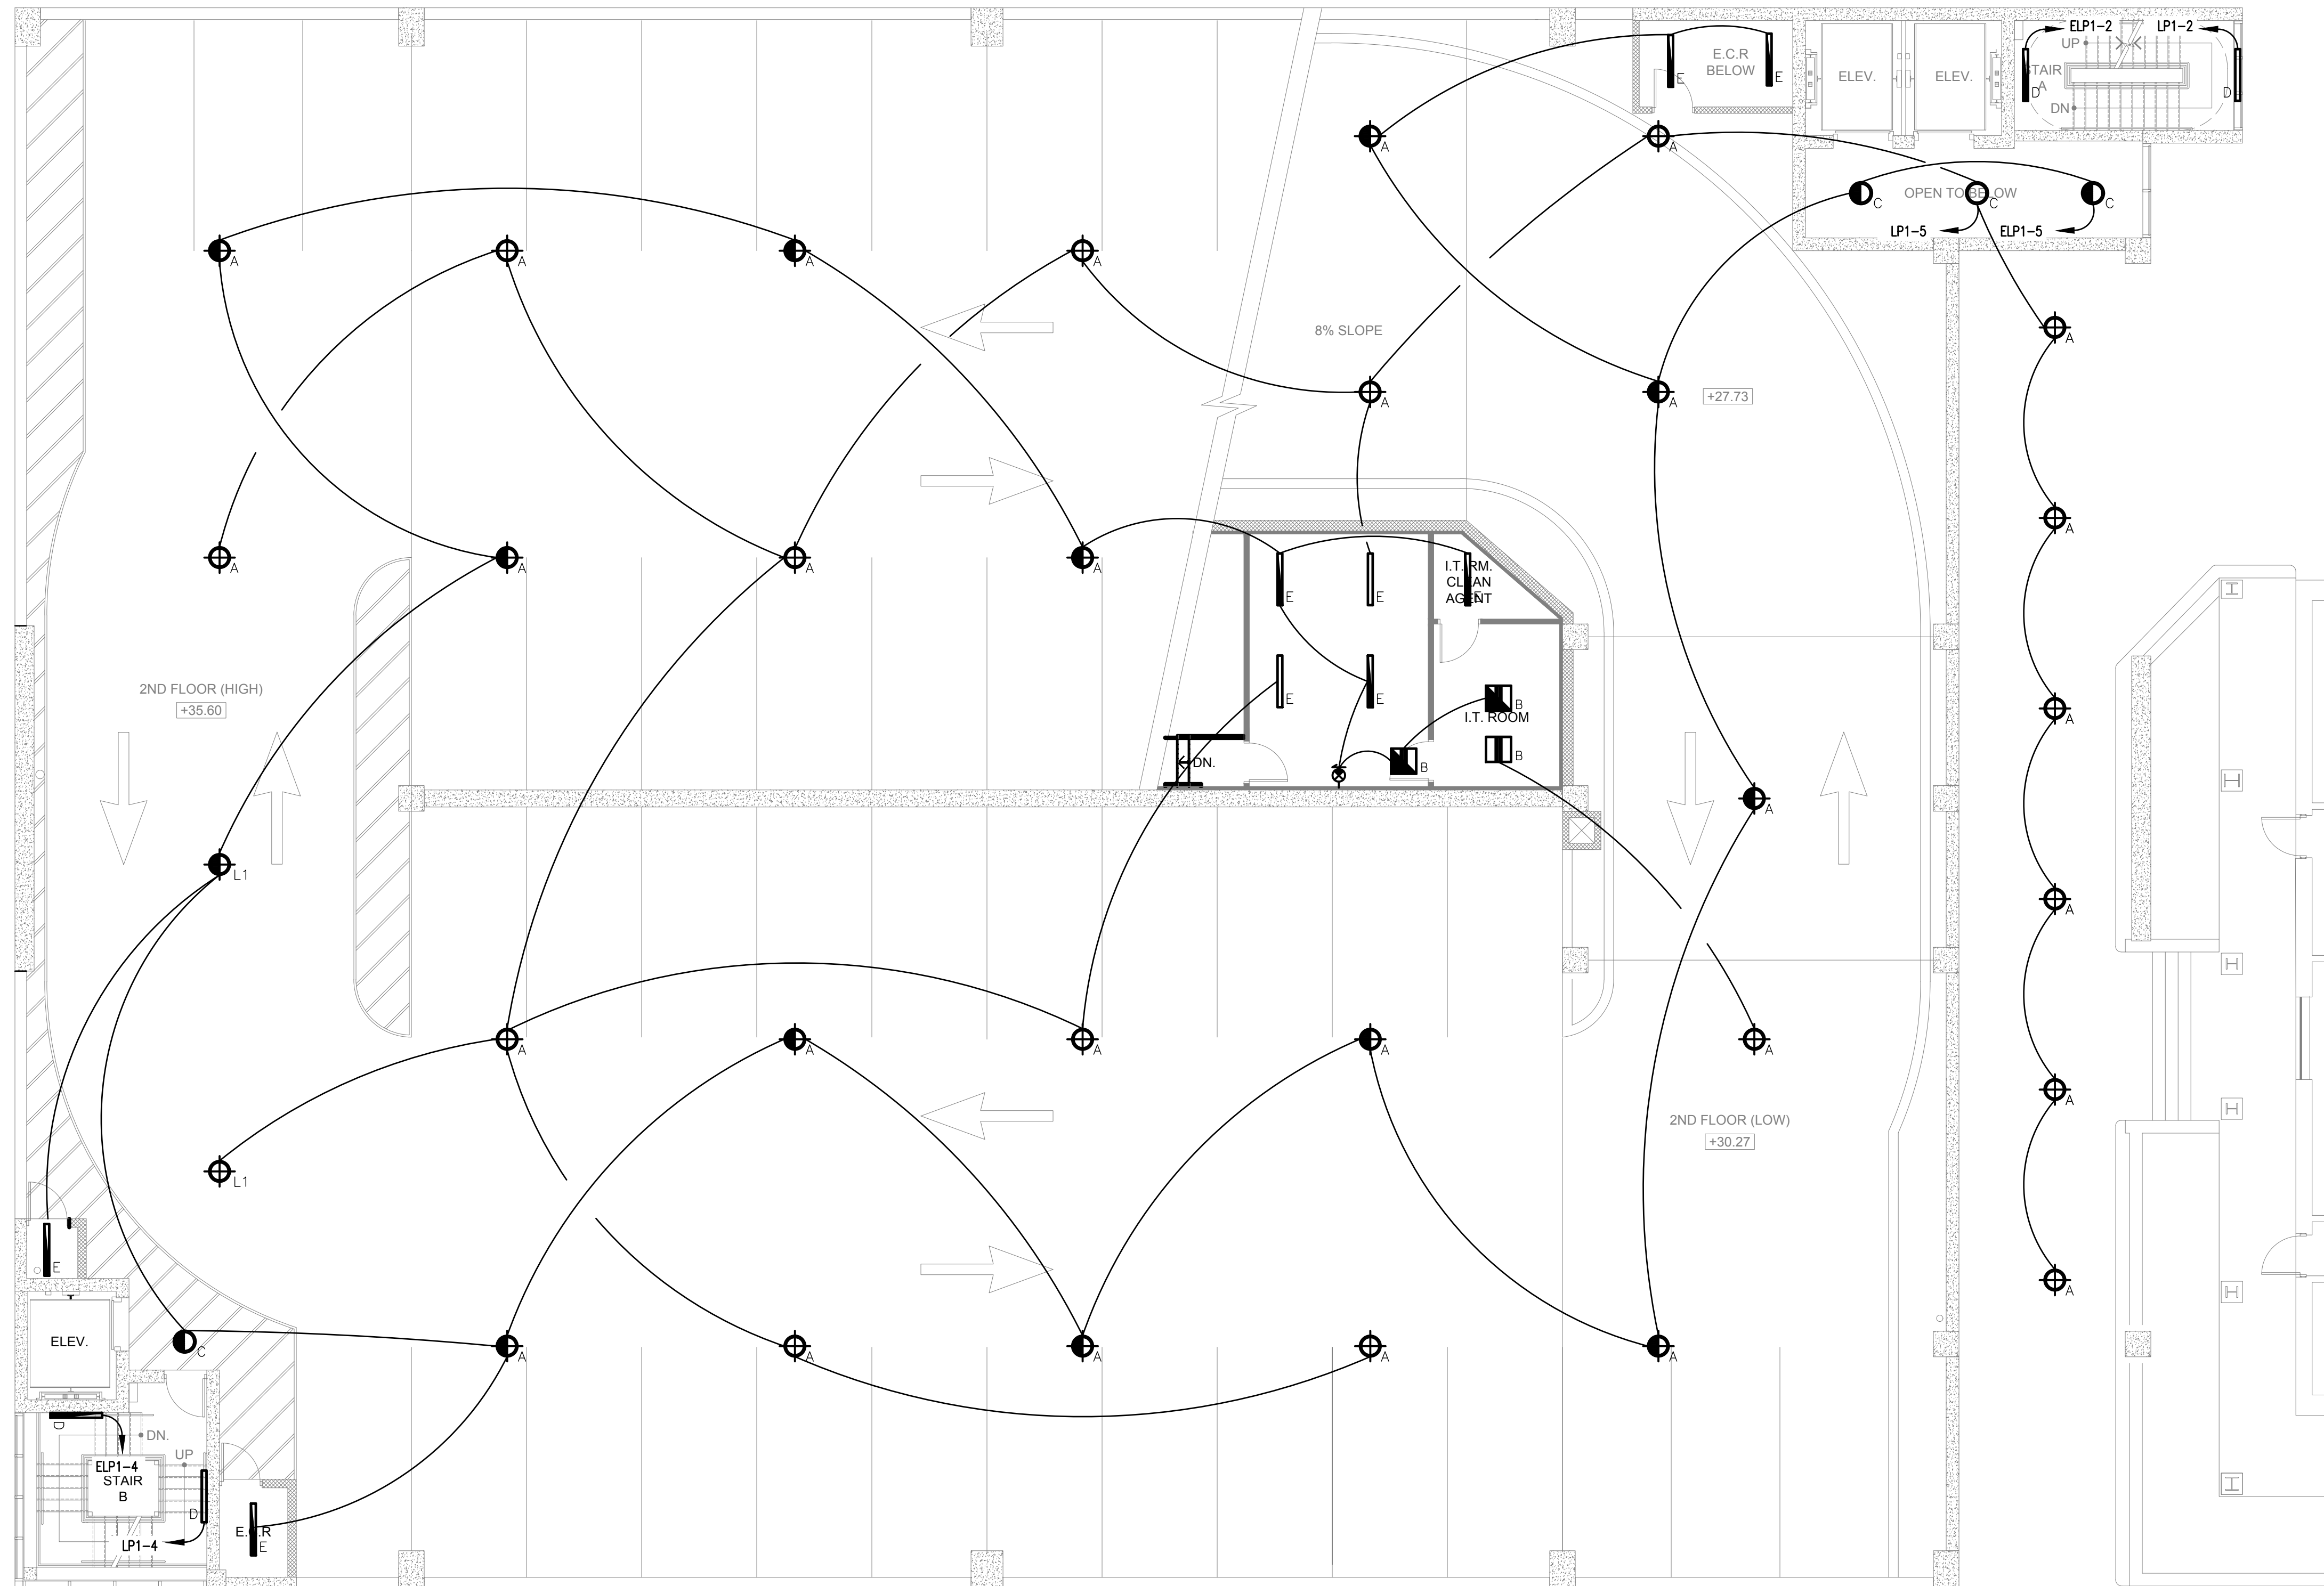 E.C.R
BELOW
E
E
ELEV.
ELEV.
ELP1-2
LP1-2
UP
STAIR
A
DN
D
D
A
A
OPEN TO BELOW
C
C
C
LP1-5
ELP1-5
A
A
A
A
8% SLOPE
A
A
A
+27.73
A
A
A
A
A
A
I.T. RM.
CLEAN
AGENT
E
E
E
2ND FLOOR (HIGH)
+35.60
E
E
B
I.T. ROOM
B
B
DN.
A
A
L1
A
A
A
A
A
A
A
2ND FLOOR (LOW)
+30.27
L1
E
A
ELEV.
C
A
A
A
A
A
D
DN.
UP
ELP1-4
STAIR
B
D
LP1-4
E.C.R
E